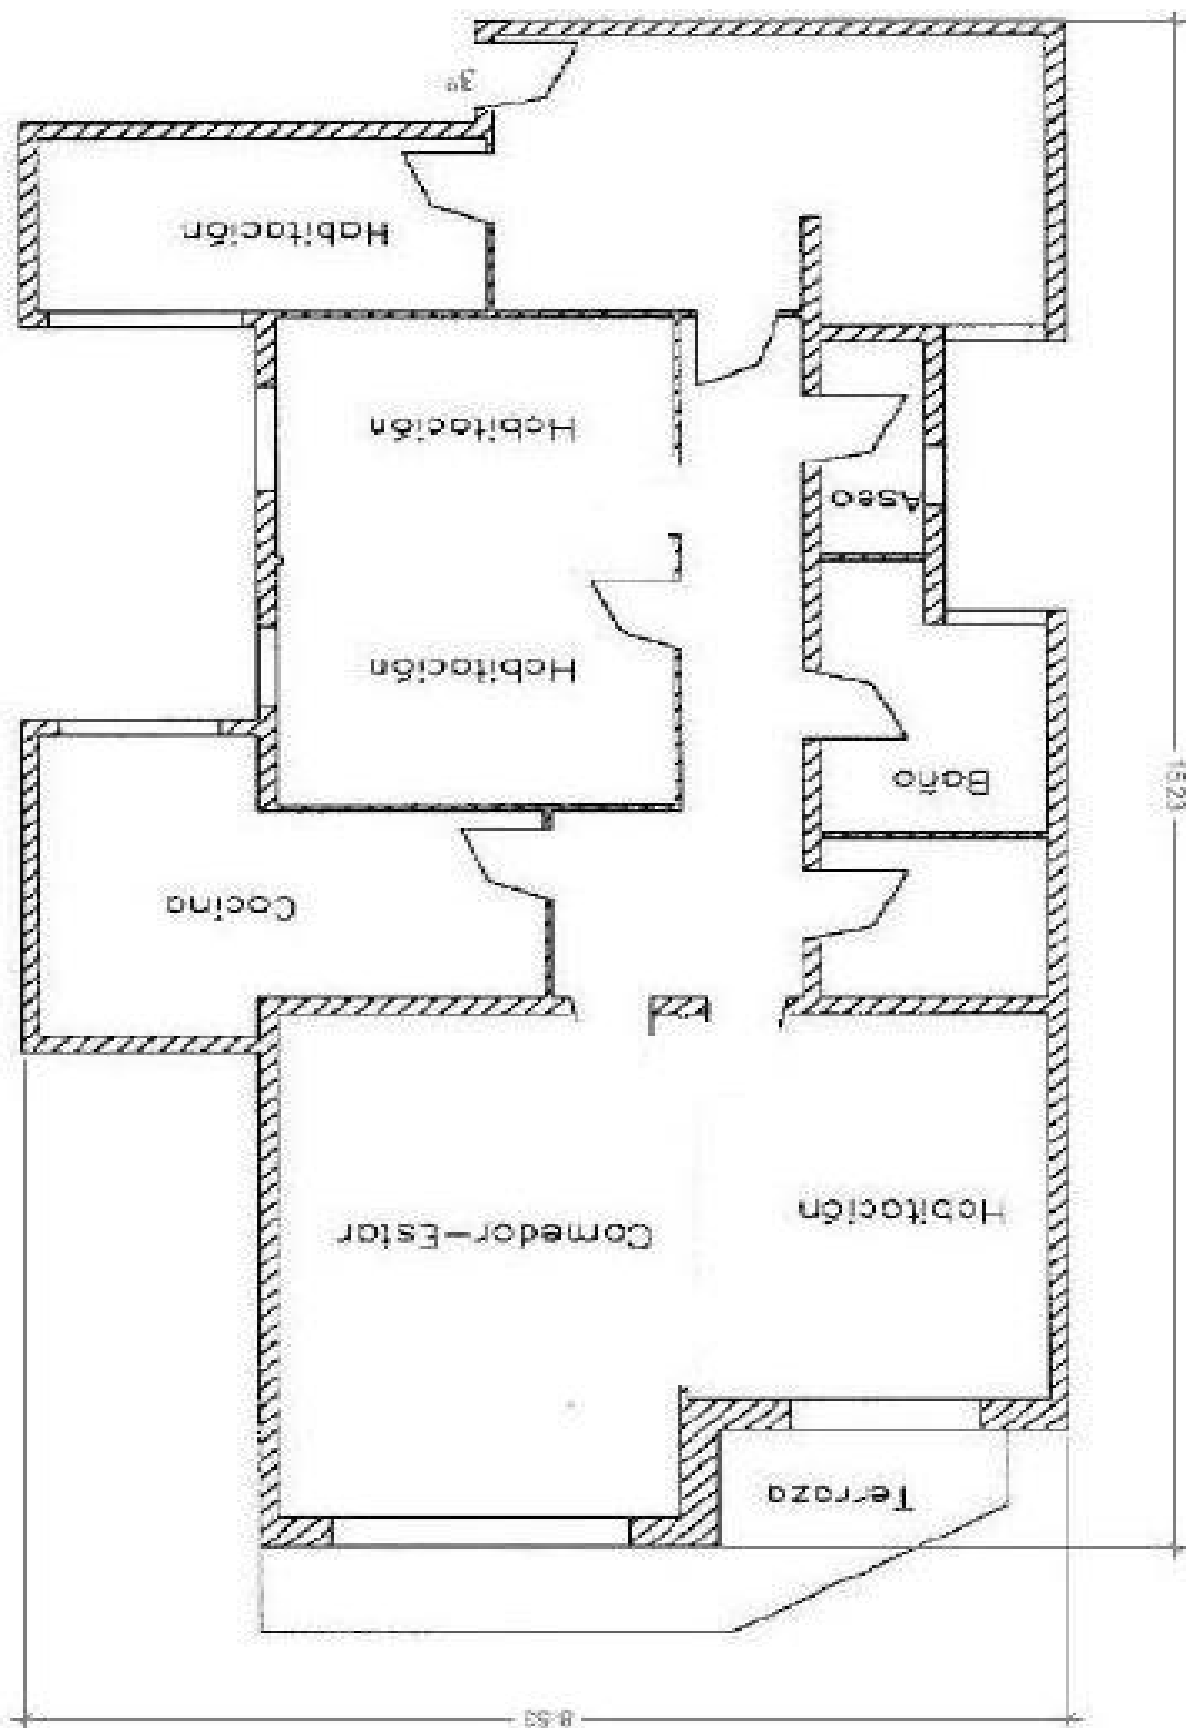 8.53
Terraza
Habitación
Comedor-Estar
Cocina
Baño
15.23
Habitación
Aseo
Habitación
Habitación
3º